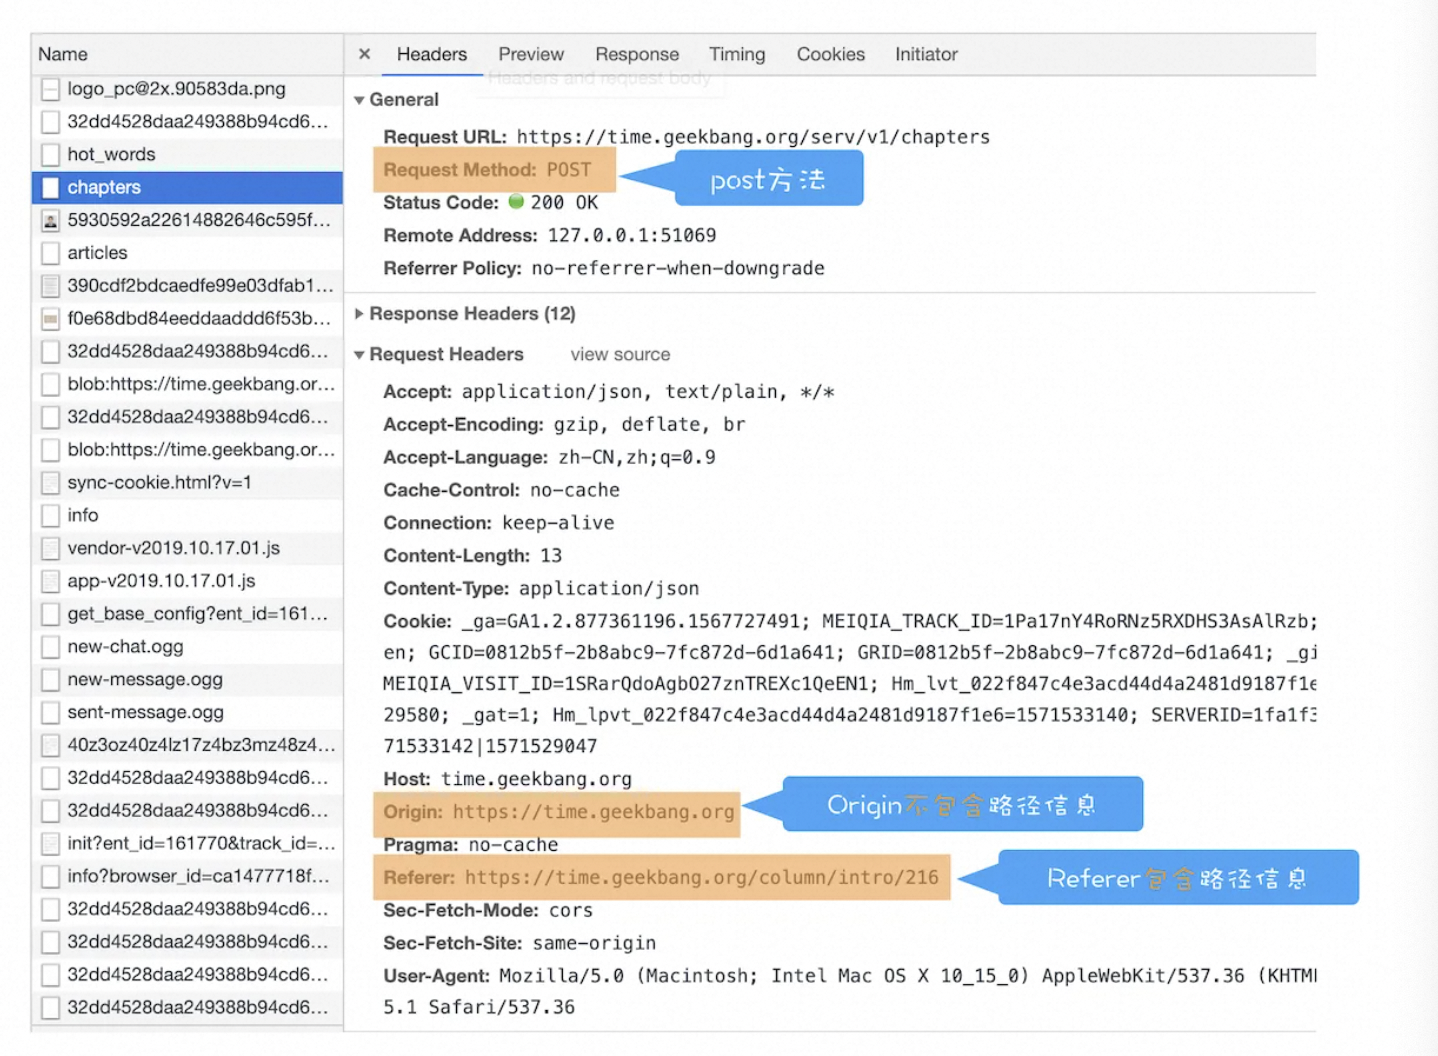 Name
logo_pc@2x.90583da.png
32dd4528daa249388b94cd6...
hot_words
chapters
5930592a22614882646c595f...
articles
390cdf2bdcaedfe99e03dfab1...
f0e68dbd84eeddaaddd6f53b...
32dd4528daa249388b94cd6...
blob:https://time.geekbang.or...
32dd4528daa249388b94cd6...
blob:https://time.geekbang.or...
sync-cookie.html?v=1
info
vendor-v2019.10.17.01.js
app-v2019.10.17.01.js
get_base_config?ent_id=161...
new-chat.ogg
new-message.ogg
sent-message.ogg
40z3oz40z4lz17z4bz3mz48z4...
32dd4528daa249388b94cd6...
32dd4528daa249388b94cd6...
init?ent_id=161770&track_id=...
info?browser_id=ca1477718f...
32dd4528daa249388b94cd6...
32dd4528daa249388b94cd6...
32dd4528daa249388b94cd6...
32dd4528daa249388b94cd6...
× Headers Preview Response Timing Cookies Initiator
Headers and request body
General
Request URL: https://time.geekbang.org/serv/v1/chapters
Request Method: POST
post方法
Status Code: 200 OK
Remote Address: 127.0.0.1:51069
Referrer Policy: no-referrer-when-downgrade
Response Headers (12)
Request Headers view source
Accept: application/json, text/plain, */*
Accept-Encoding: gzip, deflate, br
Accept-Language: zh-CN,zh;q=0.9
Cache-Control: no-cache
Connection: keep-alive
Content-Length: 13
Content-Type: application/json
Cookie: _ga=GA1.2.877361196.1567727491; MEIQIA_TRACK_ID=1Pa17nY4RoRNz5RXDHS3AsAlRzb;
en; GCID=0812b5f-2b8abc9-7fc872d-6d1a641; GRID=0812b5f-2b8abc9-7fc872d-6d1a641; _gi
MEIQIA_VISIT_ID=1SRarQdoAgbO27znTREXc1QeEN1; Hm_lvt_022f847c4e3acd44d4a2481d9187f1e
29580; _gat=1; Hm_lpvt_022f847c4e3acd44d4a2481d9187f1e6=1571533140; SERVERID=1fa1f3
71533142|1571529047
Host: time.geekbang.org
Origin: https://time.geekbang.org
Origin不包含路径信息
Pragma: no-cache
Referer: https://time.geekbang.org/column/intro/216
Referer包含路径信息
Sec-Fetch-Mode: cors
Sec-Fetch-Site: same-origin
User-Agent: Mozilla/5.0 (Macintosh; Intel Mac OS X 10_15_0) AppleWebKit/537.36 (KHTM
5.1 Safari/537.36